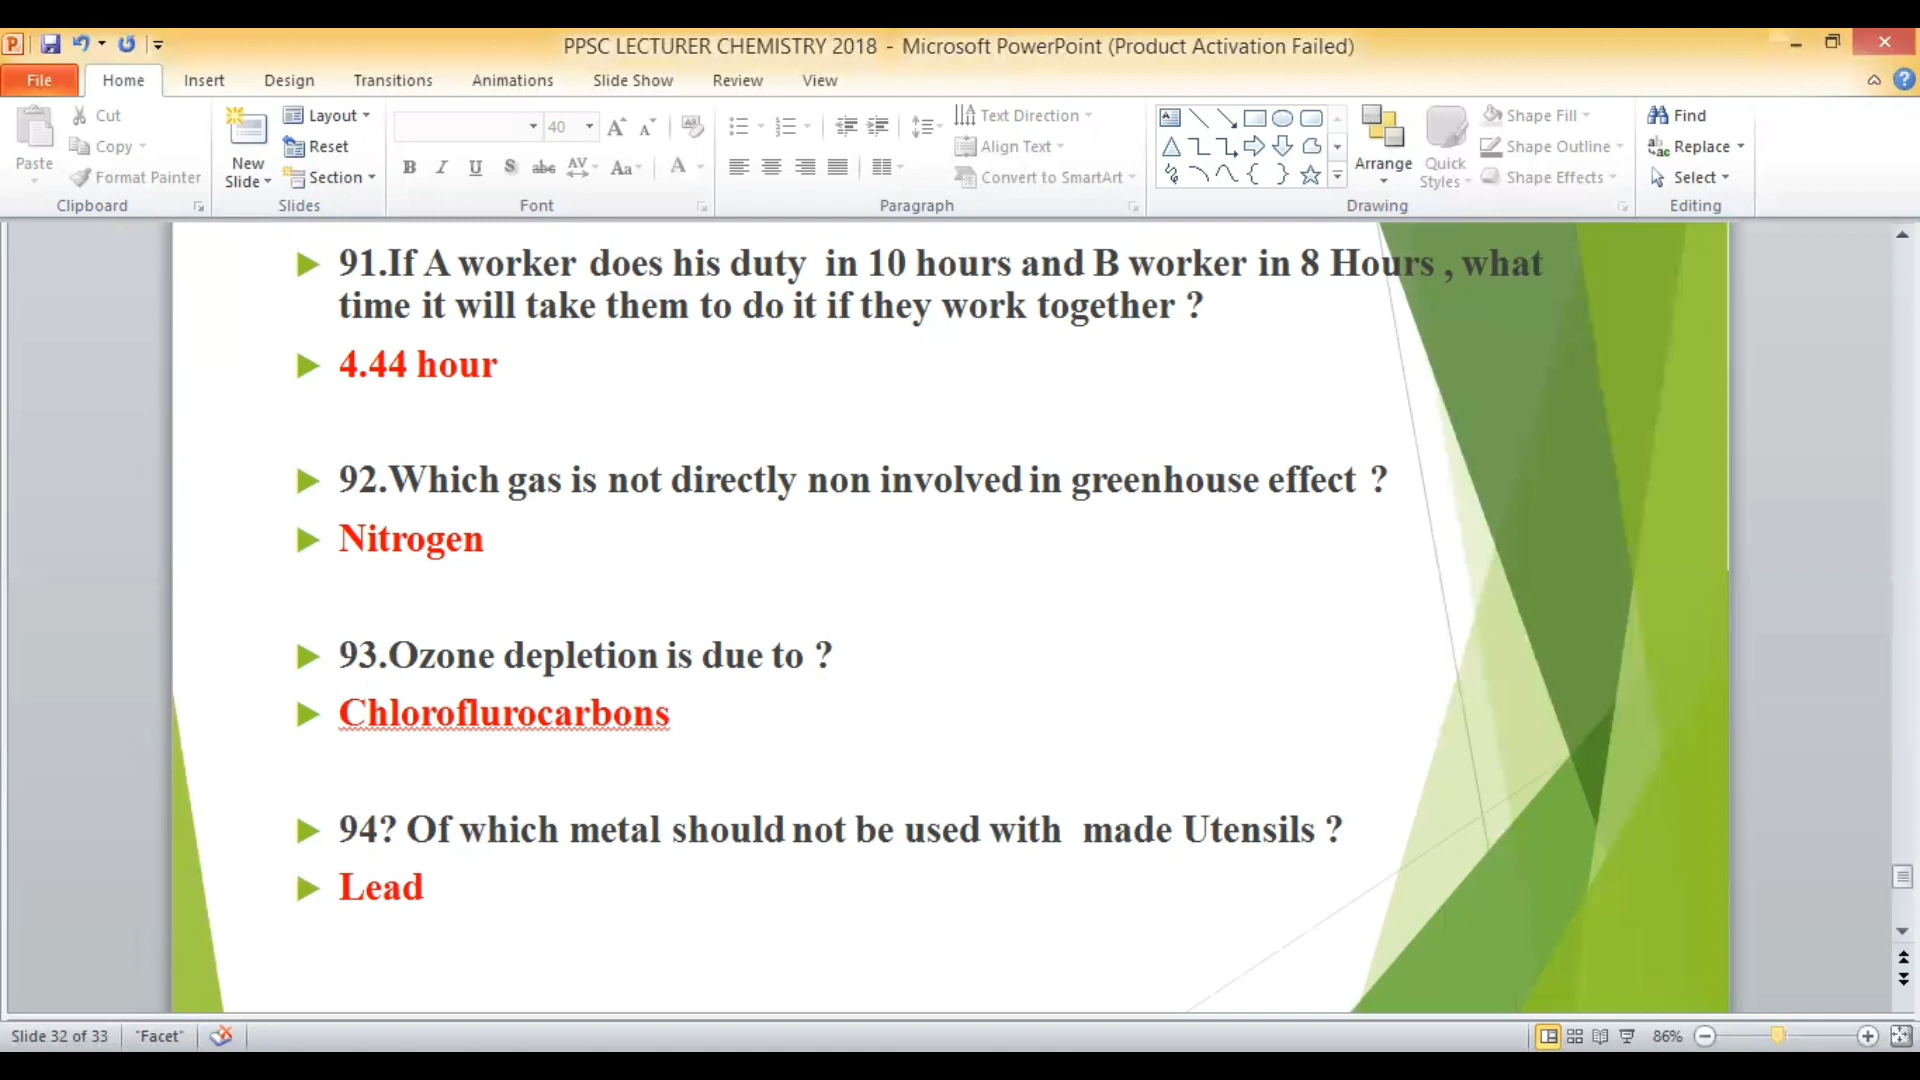 PPSC LECTURER CHEMISTRY 2018 - Microsoft PowerPoint (Product Activation Failed)
File Home Insert Design Transitions Animations Slide Show Review View
Paste
Cut
Copy
Format Painter
Clipboard
New Slide
Layout
Reset
Section
Slides
40
B I U S abc AV Aa A
Font
Text Direction
Align Text
Convert to SmartArt
Paragraph
Arrange
Quick Styles
Shape Fill
Shape Outline
Shape Effects
Drawing
Find
Replace
Select
Editing
91.If A worker does his duty in 10 hours and B worker in 8 Hours , what
time it will take them to do it if they work together ?
4.44 hour
92.Which gas is not directly non involved in greenhouse effect ?
Nitrogen
93.Ozone depletion is due to ?
Chloroflurocarbons
94? Of which metal should not be used with made Utensils ?
Lead
Slide 32 of 33 "Facet" 86%